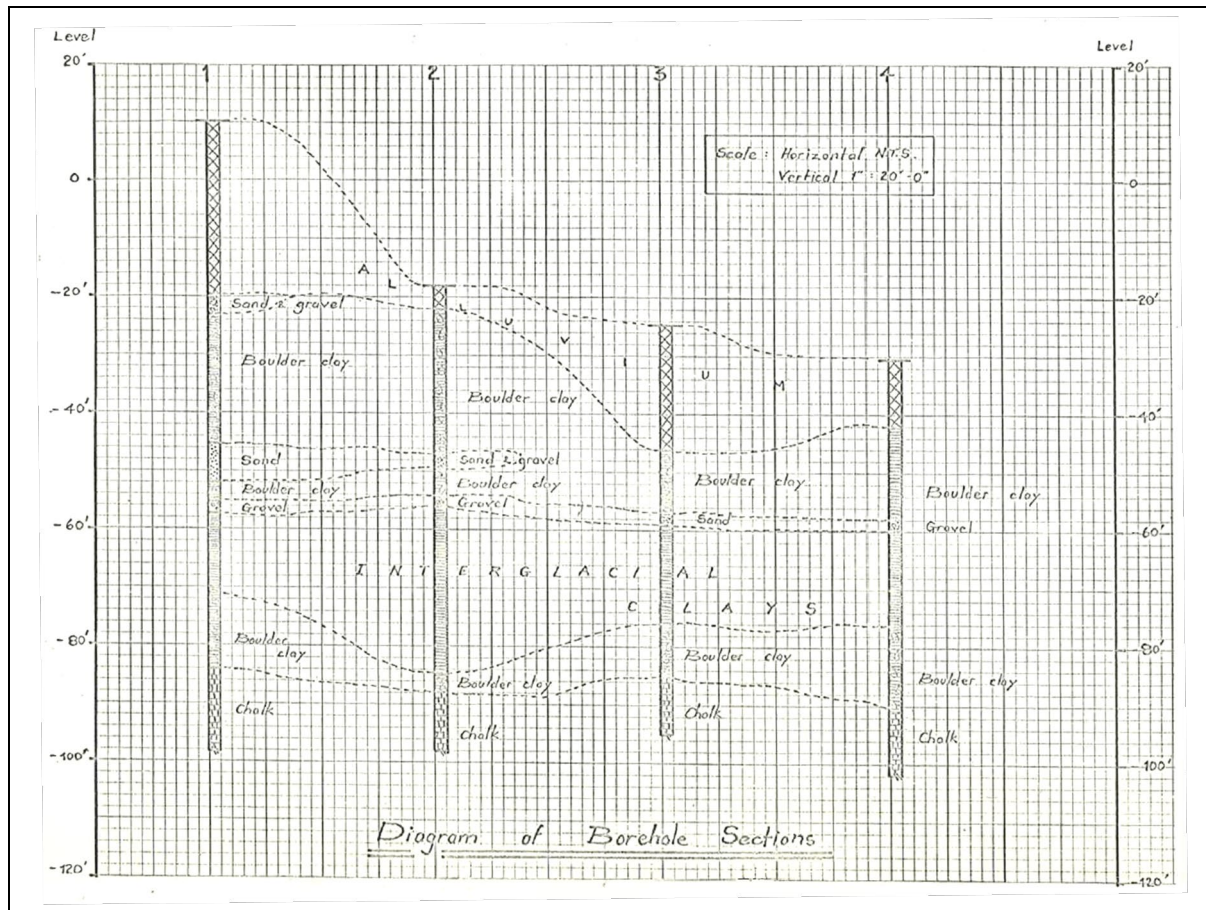 Level
Level
20'
1
2
3
4
20'
Scale : Horizontal N.T.S.
Vertical 1" = 20'-0"
0
0
A L L U V I U M
-20'
Sand & gravel
-20'
Boulder clay
Boulder clay
-40'
-40'
Sand
Sand & gravel
Boulder clay
Boulder clay
Boulder clay
Boulder clay
Gravel
Gravel
Sand
Gravel
-60'
-60'
I N T E R G L A C I A L
C L A Y S
-80'
Boulder
clay
Boulder clay
-80'
Boulder clay
Boulder clay
Chalk
Chalk
Chalk
Chalk
-100'
-100'
Diagram of Borehole Sections
-120'
-120'